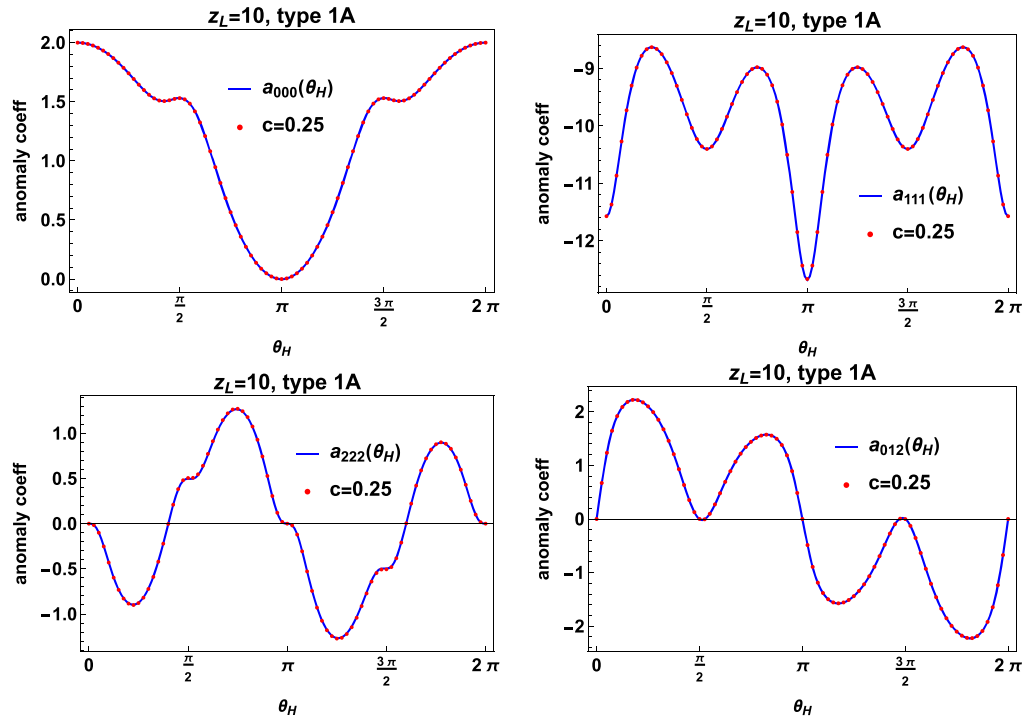 z_L=10, type 1A
anomaly coeff
2.0
1.5
1.0
0.5
0.0
a_000(θ_H)
c=0.25
0
π/2
π
3π/2
2π
θ_H
z_L=10, type 1A
anomaly coeff
−9
−10
−11
−12
a_111(θ_H)
c=0.25
0
π/2
π
3π/2
2π
θ_H
z_L=10, type 1A
anomaly coeff
1.0
0.5
0.0
−0.5
−1.0
a_222(θ_H)
c=0.25
0
π/2
π
3π/2
2π
θ_H
z_L=10, type 1A
anomaly coeff
2
1
0
−1
−2
a_012(θ_H)
c=0.25
0
π/2
π
3π/2
2π
θ_H